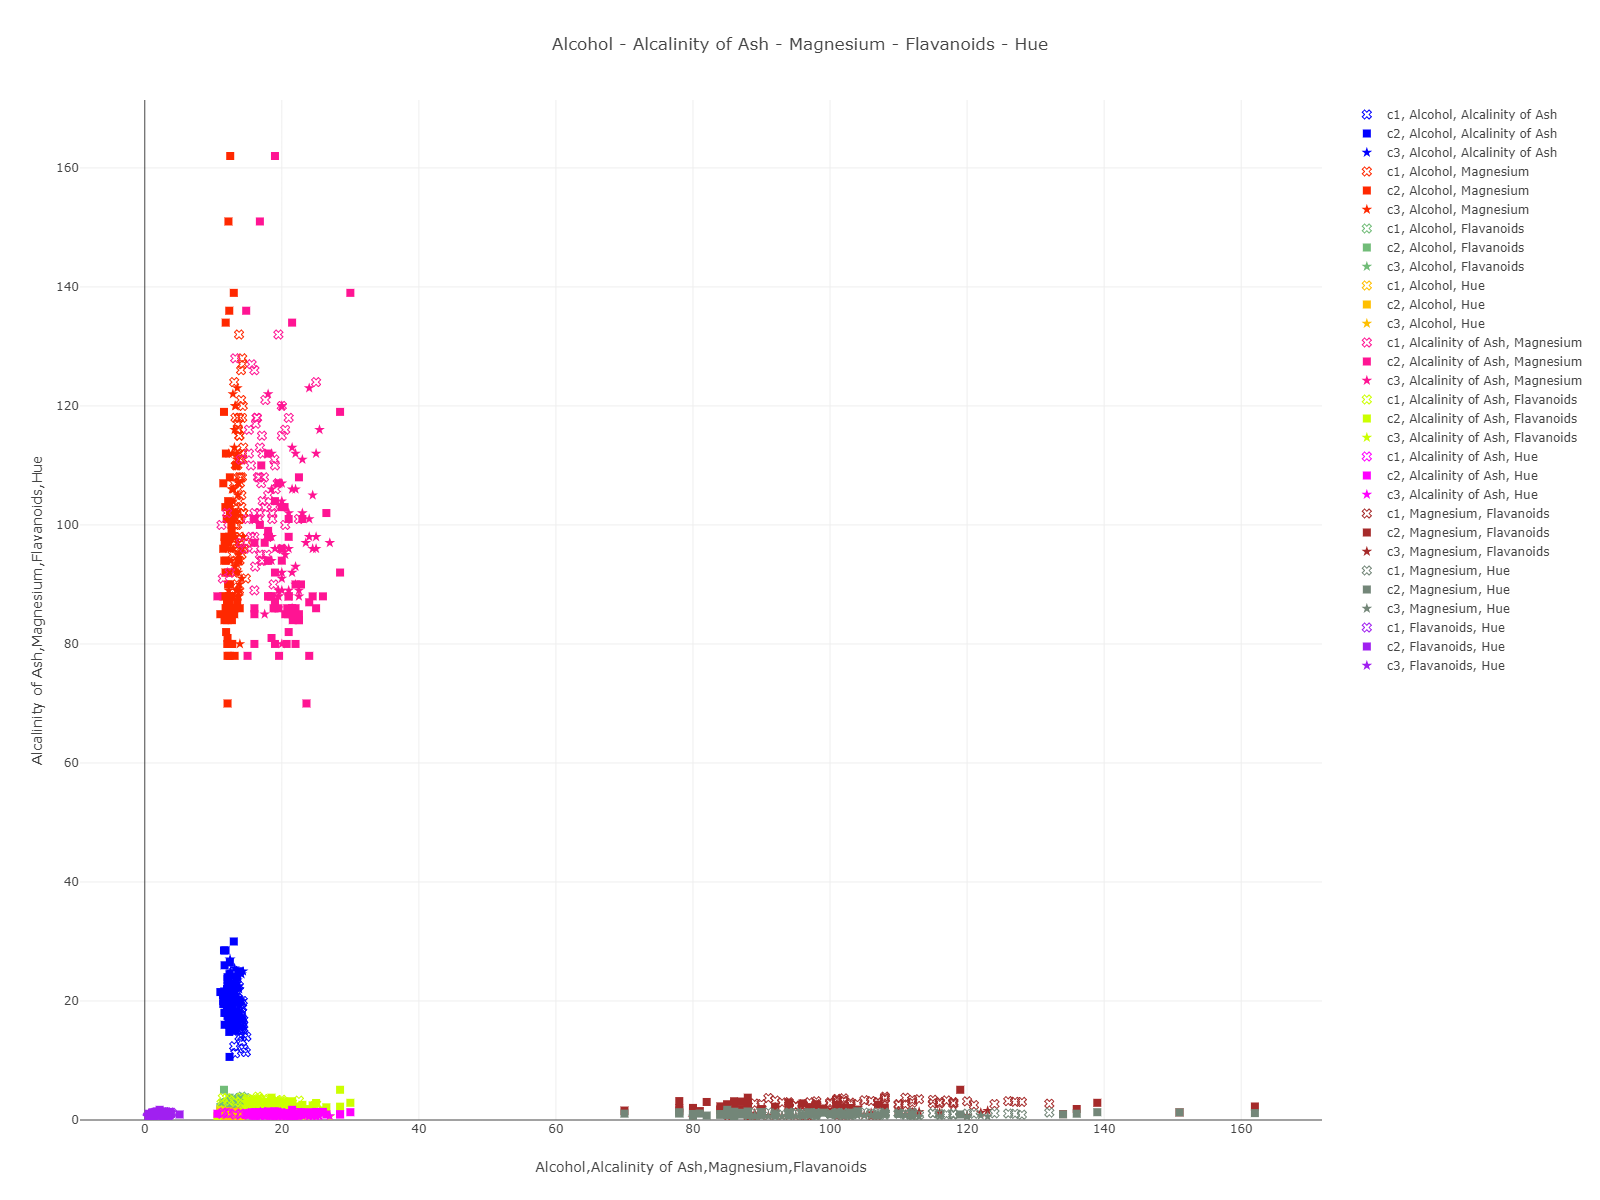 Alcohol - Alcalinity of Ash - Magnesium - Flavanoids - Hue
Alcalinity of Ash,Magnesium,Flavanoids,Hue
160
140
120
100
80
60
40
20
0
0 20 40 60 80 100 120 140 160
Alcohol,Alcalinity of Ash,Magnesium,Flavanoids
c1, Alcohol, Alcalinity of Ash
c2, Alcohol, Alcalinity of Ash
c3, Alcohol, Alcalinity of Ash
c1, Alcohol, Magnesium
c2, Alcohol, Magnesium
c3, Alcohol, Magnesium
c1, Alcohol, Flavanoids
c2, Alcohol, Flavanoids
c3, Alcohol, Flavanoids
c1, Alcohol, Hue
c2, Alcohol, Hue
c3, Alcohol, Hue
c1, Alcalinity of Ash, Magnesium
c2, Alcalinity of Ash, Magnesium
c3, Alcalinity of Ash, Magnesium
c1, Alcalinity of Ash, Flavanoids
c2, Alcalinity of Ash, Flavanoids
c3, Alcalinity of Ash, Flavanoids
c1, Alcalinity of Ash, Hue
c2, Alcalinity of Ash, Hue
c3, Alcalinity of Ash, Hue
c1, Magnesium, Flavanoids
c2, Magnesium, Flavanoids
c3, Magnesium, Flavanoids
c1, Magnesium, Hue
c2, Magnesium, Hue
c3, Magnesium, Hue
c1, Flavanoids, Hue
c2, Flavanoids, Hue
c3, Flavanoids, Hue